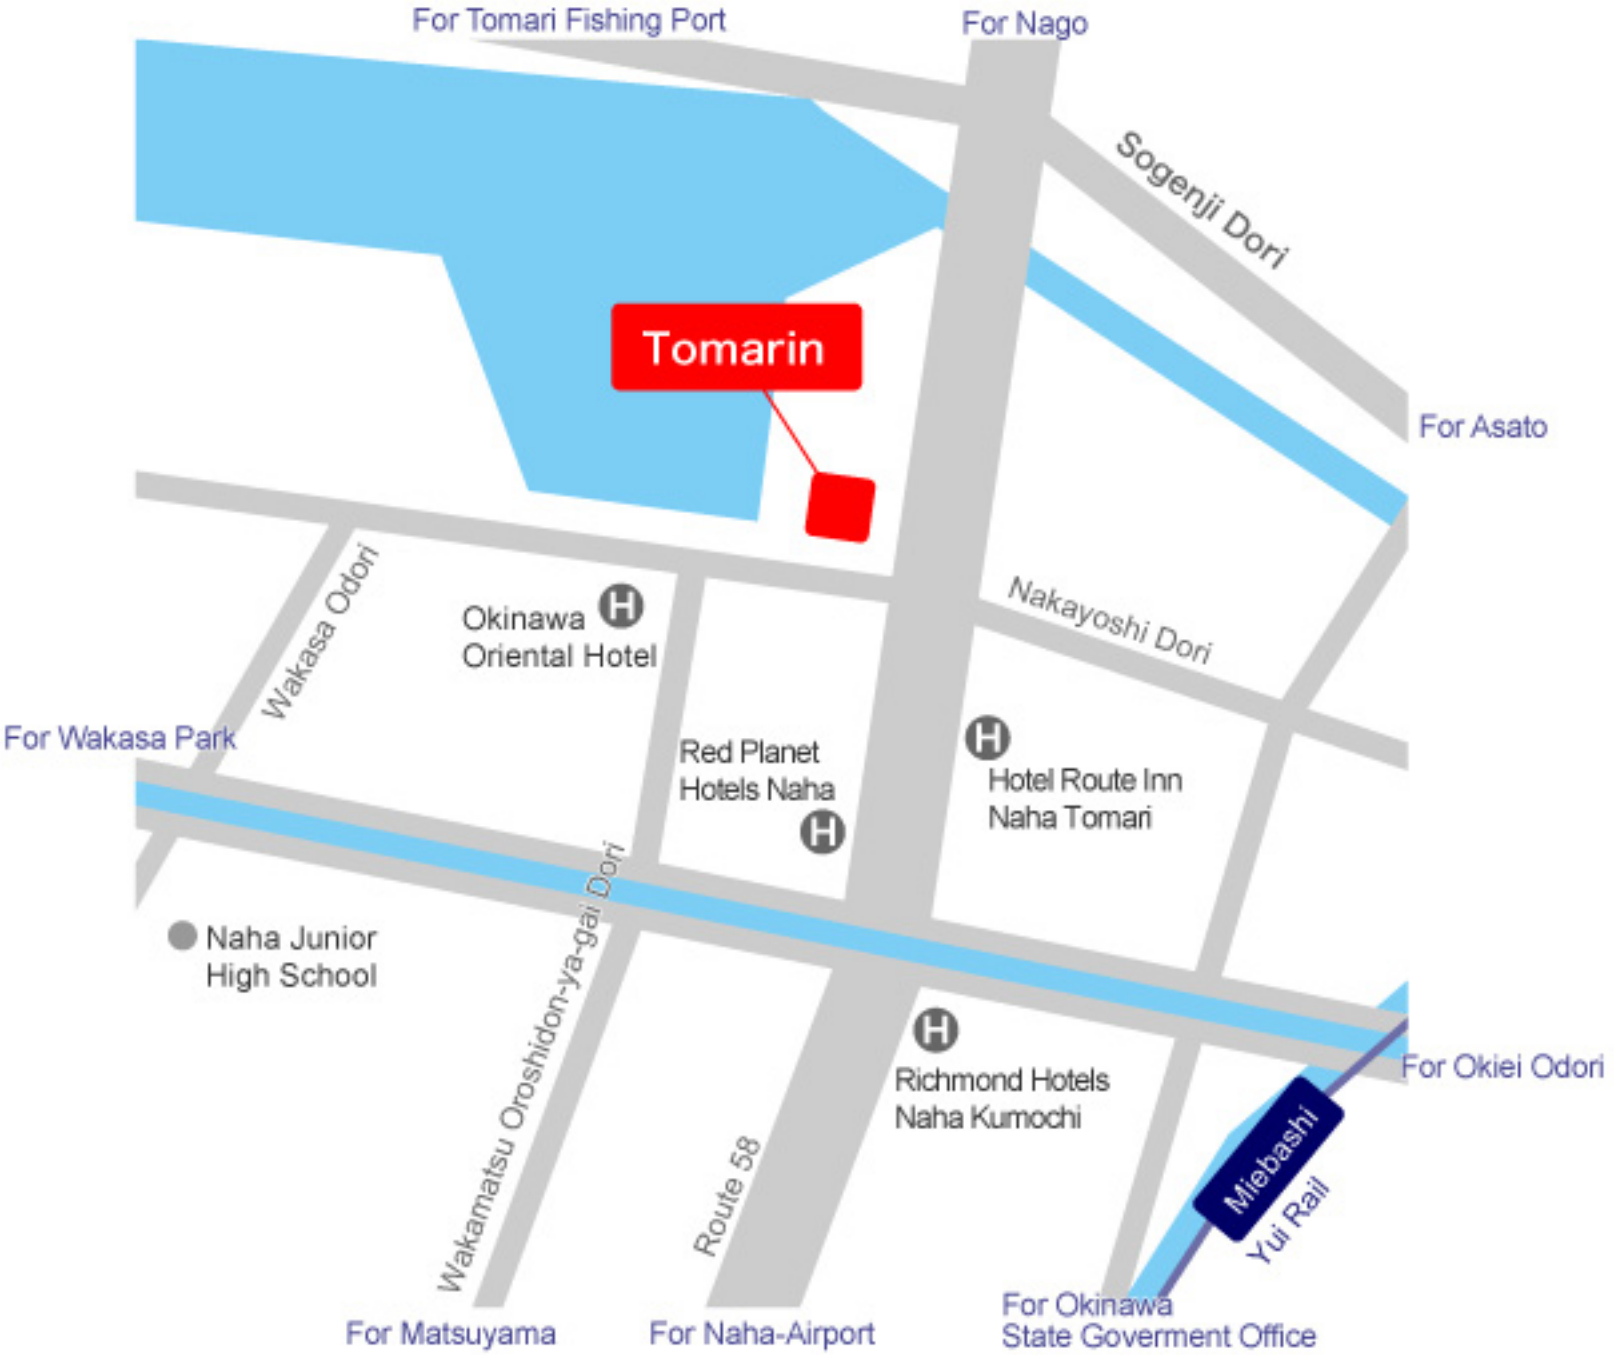 For Tomari Fishing Port
For Nago
Sogenji Dori
Tomarin
For Asato
Wakasa Odori
H
Okinawa
Oriental Hotel
Nakayoshi Dori
For Wakasa Park
Red Planet
Hotels Naha
H
H
Hotel Route Inn
Naha Tomari
Naha Junior
High School
Wakamatsu Oroshidon-ya-gai Dori
H
Richmond Hotels
Naha Kumochi
For Okiei Odori
Miebashi
Yui Rail
Route 58
For Matsuyama
For Naha-Airport
For Okinawa
State Goverment Office